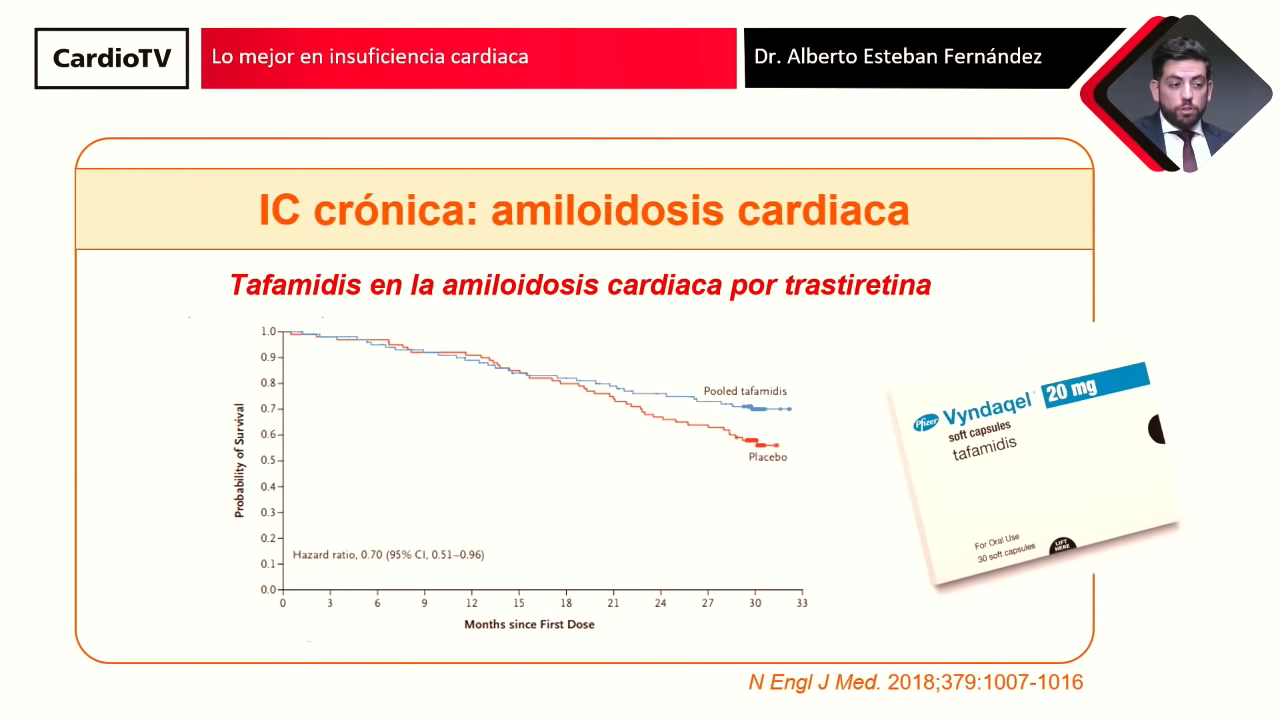 CardioTV
Lo mejor en insuficiencia cardiaca
Dr. Alberto Esteban Fernández
IC crónica: amiloidosis cardiaca
Tafamidis en la amiloidosis cardiaca por trastiretina
Probability of Survival
1.0
0.9
0.8
0.7
0.6
0.5
0.4
0.3
0.2
0.1
0.0
Pooled tafamidis
Placebo
Hazard ratio, 0.70 (95% CI, 0.51–0.96)
0 3 6 9 12 15 18 21 24 27 30 33
Months since First Dose
Pfizer Vyndaqel 20 mg
soft capsules
tafamidis
For Oral Use
30 soft capsules
LIFT
HERE
N Engl J Med. 2018;379:1007-1016